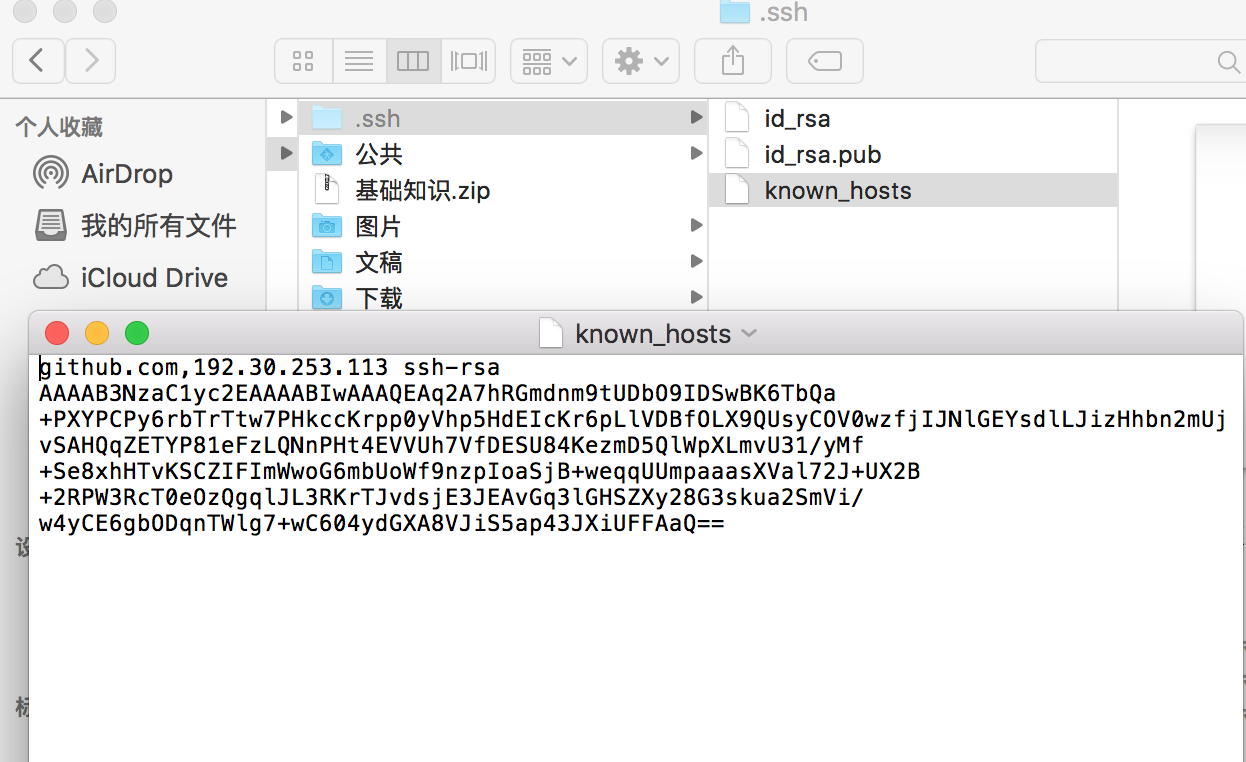 .ssh
个人收藏
AirDrop
我的所有文件
iCloud Drive
设
标
.ssh
公共
基础知识.zip
图片
文稿
下载
id_rsa
id_rsa.pub
known_hosts
known_hosts
github.com,192.30.253.113 ssh-rsa
AAAAB3NzaC1yc2EAAAABIwAAAQEAq2A7hRGmdnm9tUDbO9IDSwBK6TbQa
+PXYPCPy6rbTrTtw7PHkccKrpp0yVhp5HdEIcKr6pLlVDBfOLX9QUsyCOV0wzfjIJNlGEYsdlLJizHhbn2mUj
vSAHQqZETYP81eFzLQNnPHt4EVVUh7VfDESU84KezmD5QlWpXLmvU31/yMf
+Se8xhHTvKSCZIFImWwoG6mbUoWf9nzpIoaSjB+weqqUUmpaaasXVal72J+UX2B
+2RPW3RcT0eOzQgqlJL3RKrTJvdsjE3JEAvGq3lGHSZXy28G3skua2SmVi/
w4yCE6gbODqnTWlg7+wC604ydGXA8VJiS5ap43JXiUFFAaQ==